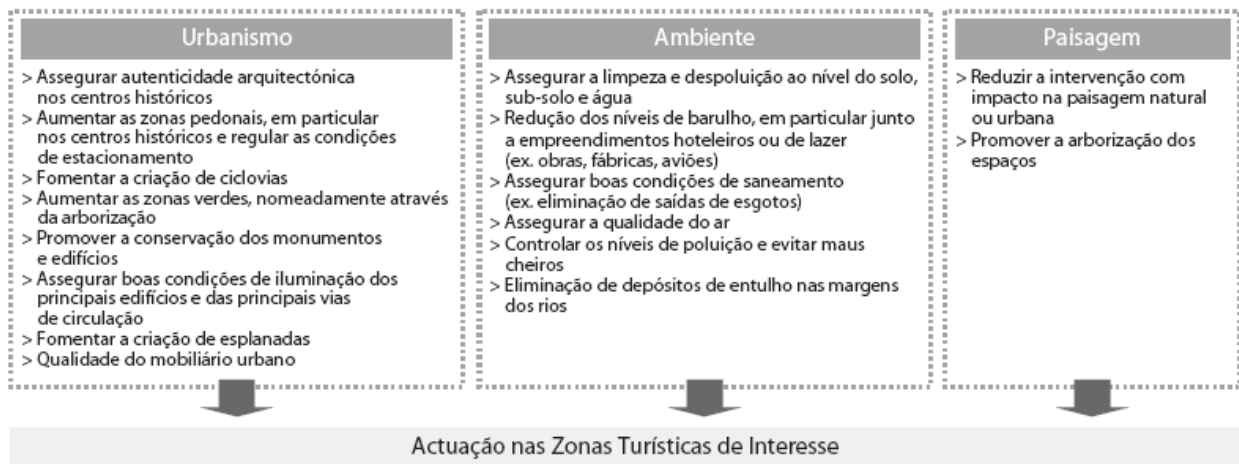 Urbanismo
> Assegurar autenticidade arquitectónica
nos centros históricos
> Aumentar as zonas pedonais, em particular
nos centros históricos e regular as condições
de estacionamento
> Fomentar a criação de ciclovias
> Aumentar as zonas verdes, nomeadamente através
da arborização
> Promover a conservação dos monumentos
e edifícios
> Assegurar boas condições de iluminação dos
principais edifícios e das principais vias
de circulação
> Fomentar a criação de esplanadas
> Qualidade do mobiliário urbano
Ambiente
> Assegurar a limpeza e despoluição ao nível do solo,
sub-solo e água
> Redução dos níveis de barulho, em particular junto
a empreendimentos hoteleiros ou de lazer
(ex. obras, fábricas, aviões)
> Assegurar boas condições de saneamento
(ex. eliminação de saídas de esgotos)
> Assegurar a qualidade do ar
> Controlar os níveis de poluição e evitar maus
cheiros
> Eliminação de depósitos de entulho nas margens
dos rios
Paisagem
> Reduzir a intervenção com
impacto na paisagem natural
ou urbana
> Promover a arborização dos
espaços
Actuação nas Zonas Turísticas de Interesse